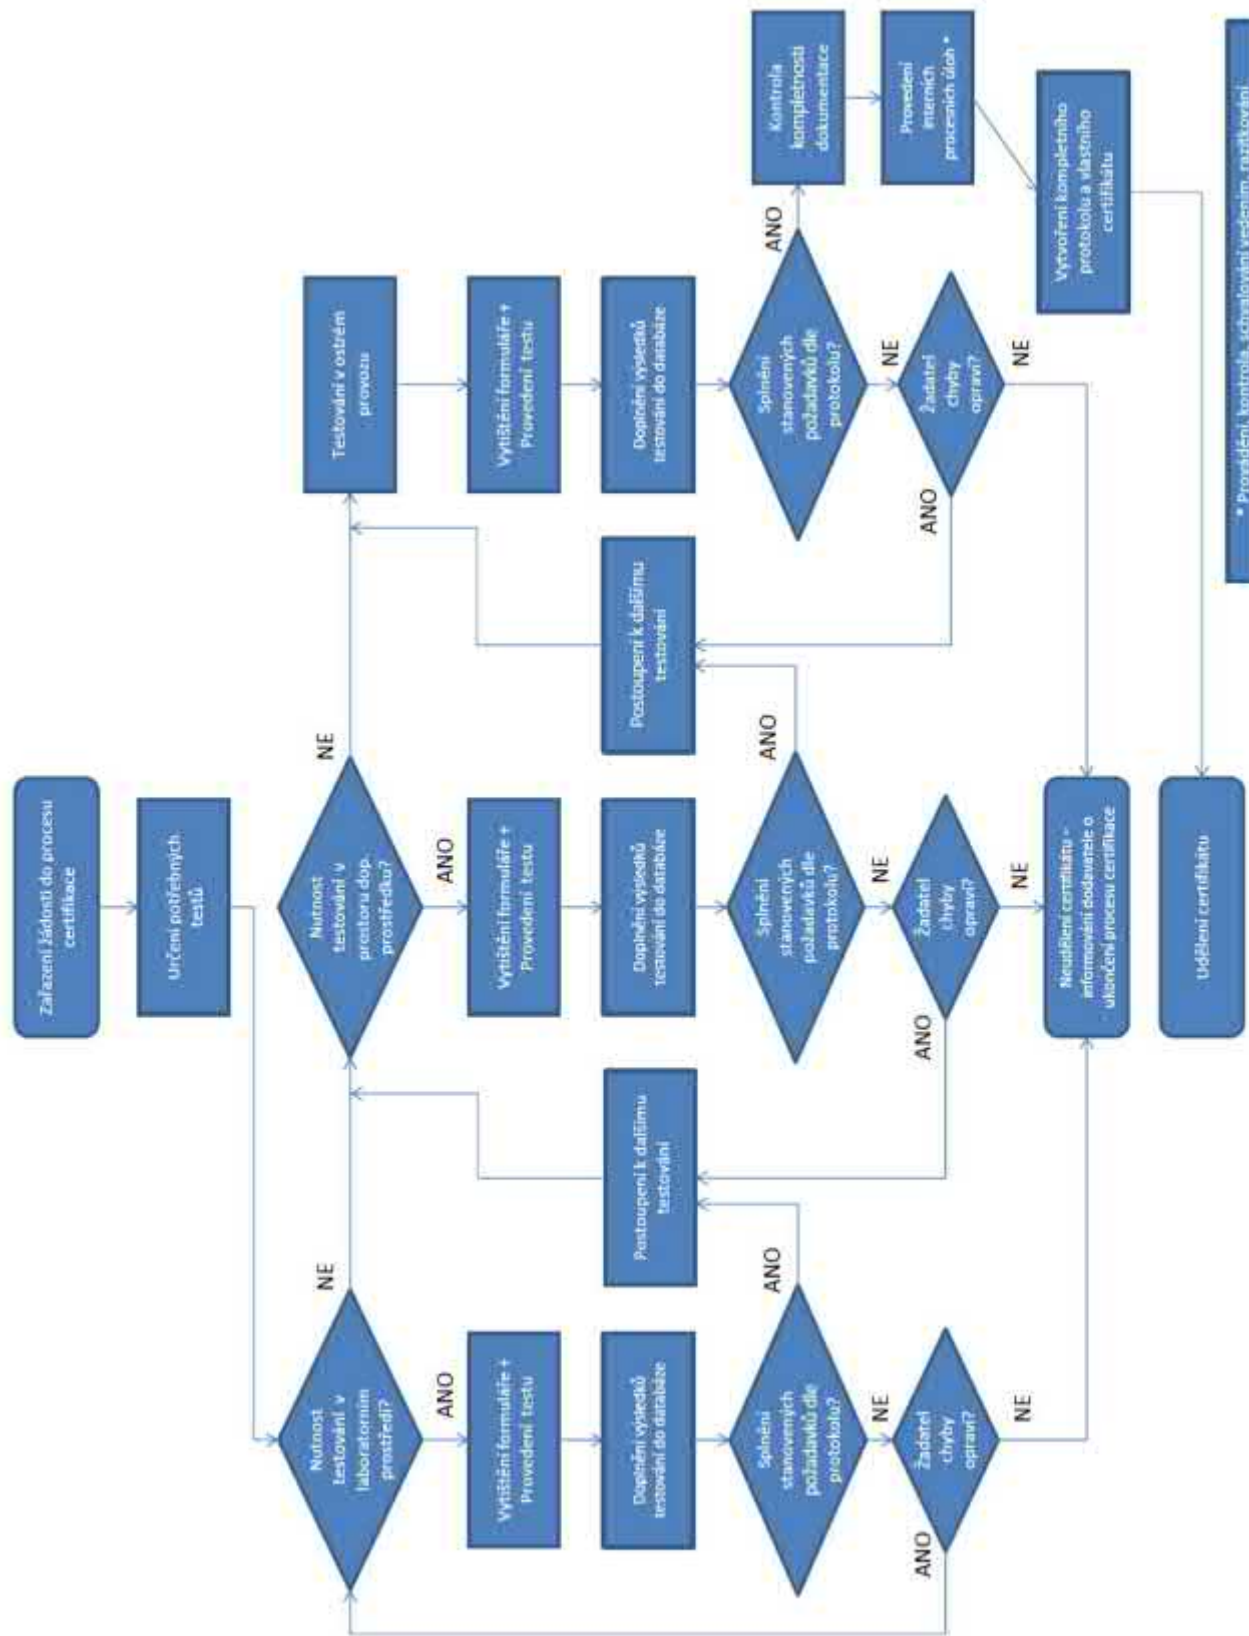 Zařazení žádosti do procesu
certifikace
Určení potřebných
testů
Nutnost
testování v
laboratorním
prostředí?
NE
ANO
Vytištění formuláře +
Provedení testu
Doplnění výsledků
testování do databáze
Splnění
stanovených
požadavků dle
protokolu?
ANO
NE
Žadatel
chyby
opraví?
ANO
NE
Postoupení k dalšímu
testování
Nutnost
testování v
prostoru dop.
prostředku?
NE
ANO
Vytištění formuláře +
Provedení testu
Doplnění výsledků
testování do databáze
Splnění
stanovených
požadavků dle
protokolu?
ANO
NE
Žadatel
chyby
opraví?
ANO
NE
Postoupení k dalšímu
testování
Testování v ostrém
provozu
Vytištění formuláře +
Provedení testu
Doplnění výsledků
testování do databáze
Splnění
stanovených
požadavků dle
protokolu?
ANO
NE
Žadatel
chyby
opraví?
ANO
NE
Kontrola
kompletnosti
dokumentace
Provedení
interních
procesních úloh *
Vytvoření kompletního
protokolu a vlastního
certifikátu
Neudělení certifikátu –
informování dodavatele o
ukončení procesu certifikace
Udělení certifikátu
* Provádění, kontrola, schvalování vedením, razítkování